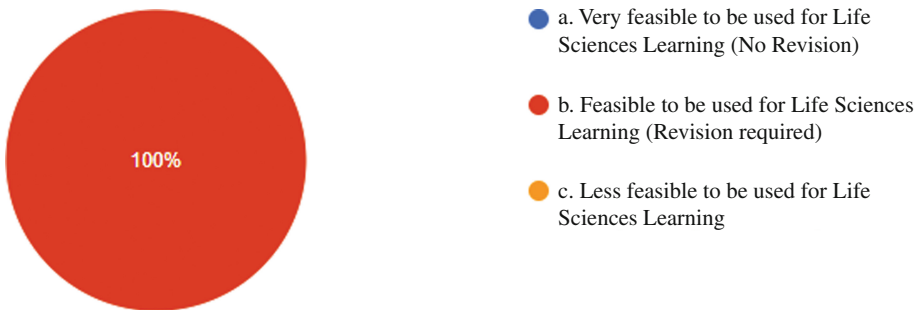 100%
a. Very feasible to be used for Life
Sciences Learning (No Revision)
b. Feasible to be used for Life Sciences
Learning (Revision required)
c. Less feasible to be used for Life
Sciences Learning